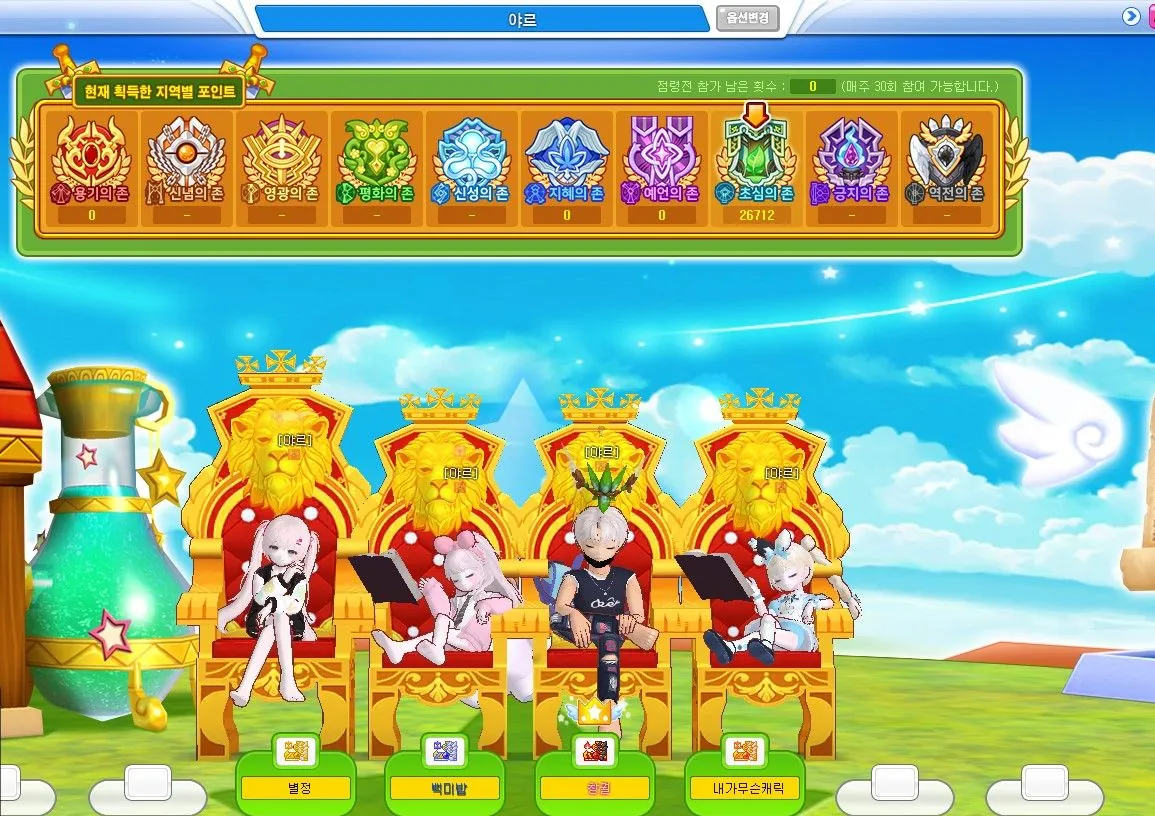 야르
옵션변경
현재 획득한 지역별 포인트
점령전 참가 남은 횟수 : 0 (매주 30회 참여 가능합니다.)
용기의 존
신념의 존
영광의 존
평화의 존
신성의 존
지혜의 존
예언의 존
초심의 존
긍지의 존
역전의 존
0
-
-
-
-
0
0
26712
-
-
[야르]
[야르]
[야르]
[야르]
별정
뽁미밥
창결
내가무슨캐릭